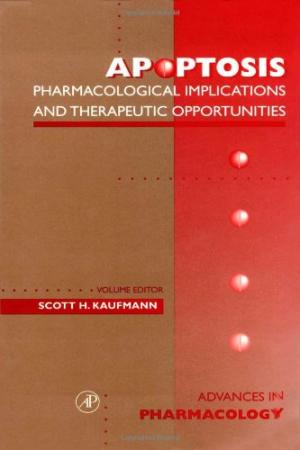 APOPTOSIS
PHARMACOLOGICAL IMPLICATIONS
AND THERAPEUTIC OPPORTUNITIES
VOLUME EDITOR
SCOTT H. KAUFMANN
AP
ADVANCES IN
PHARMACOLOGY